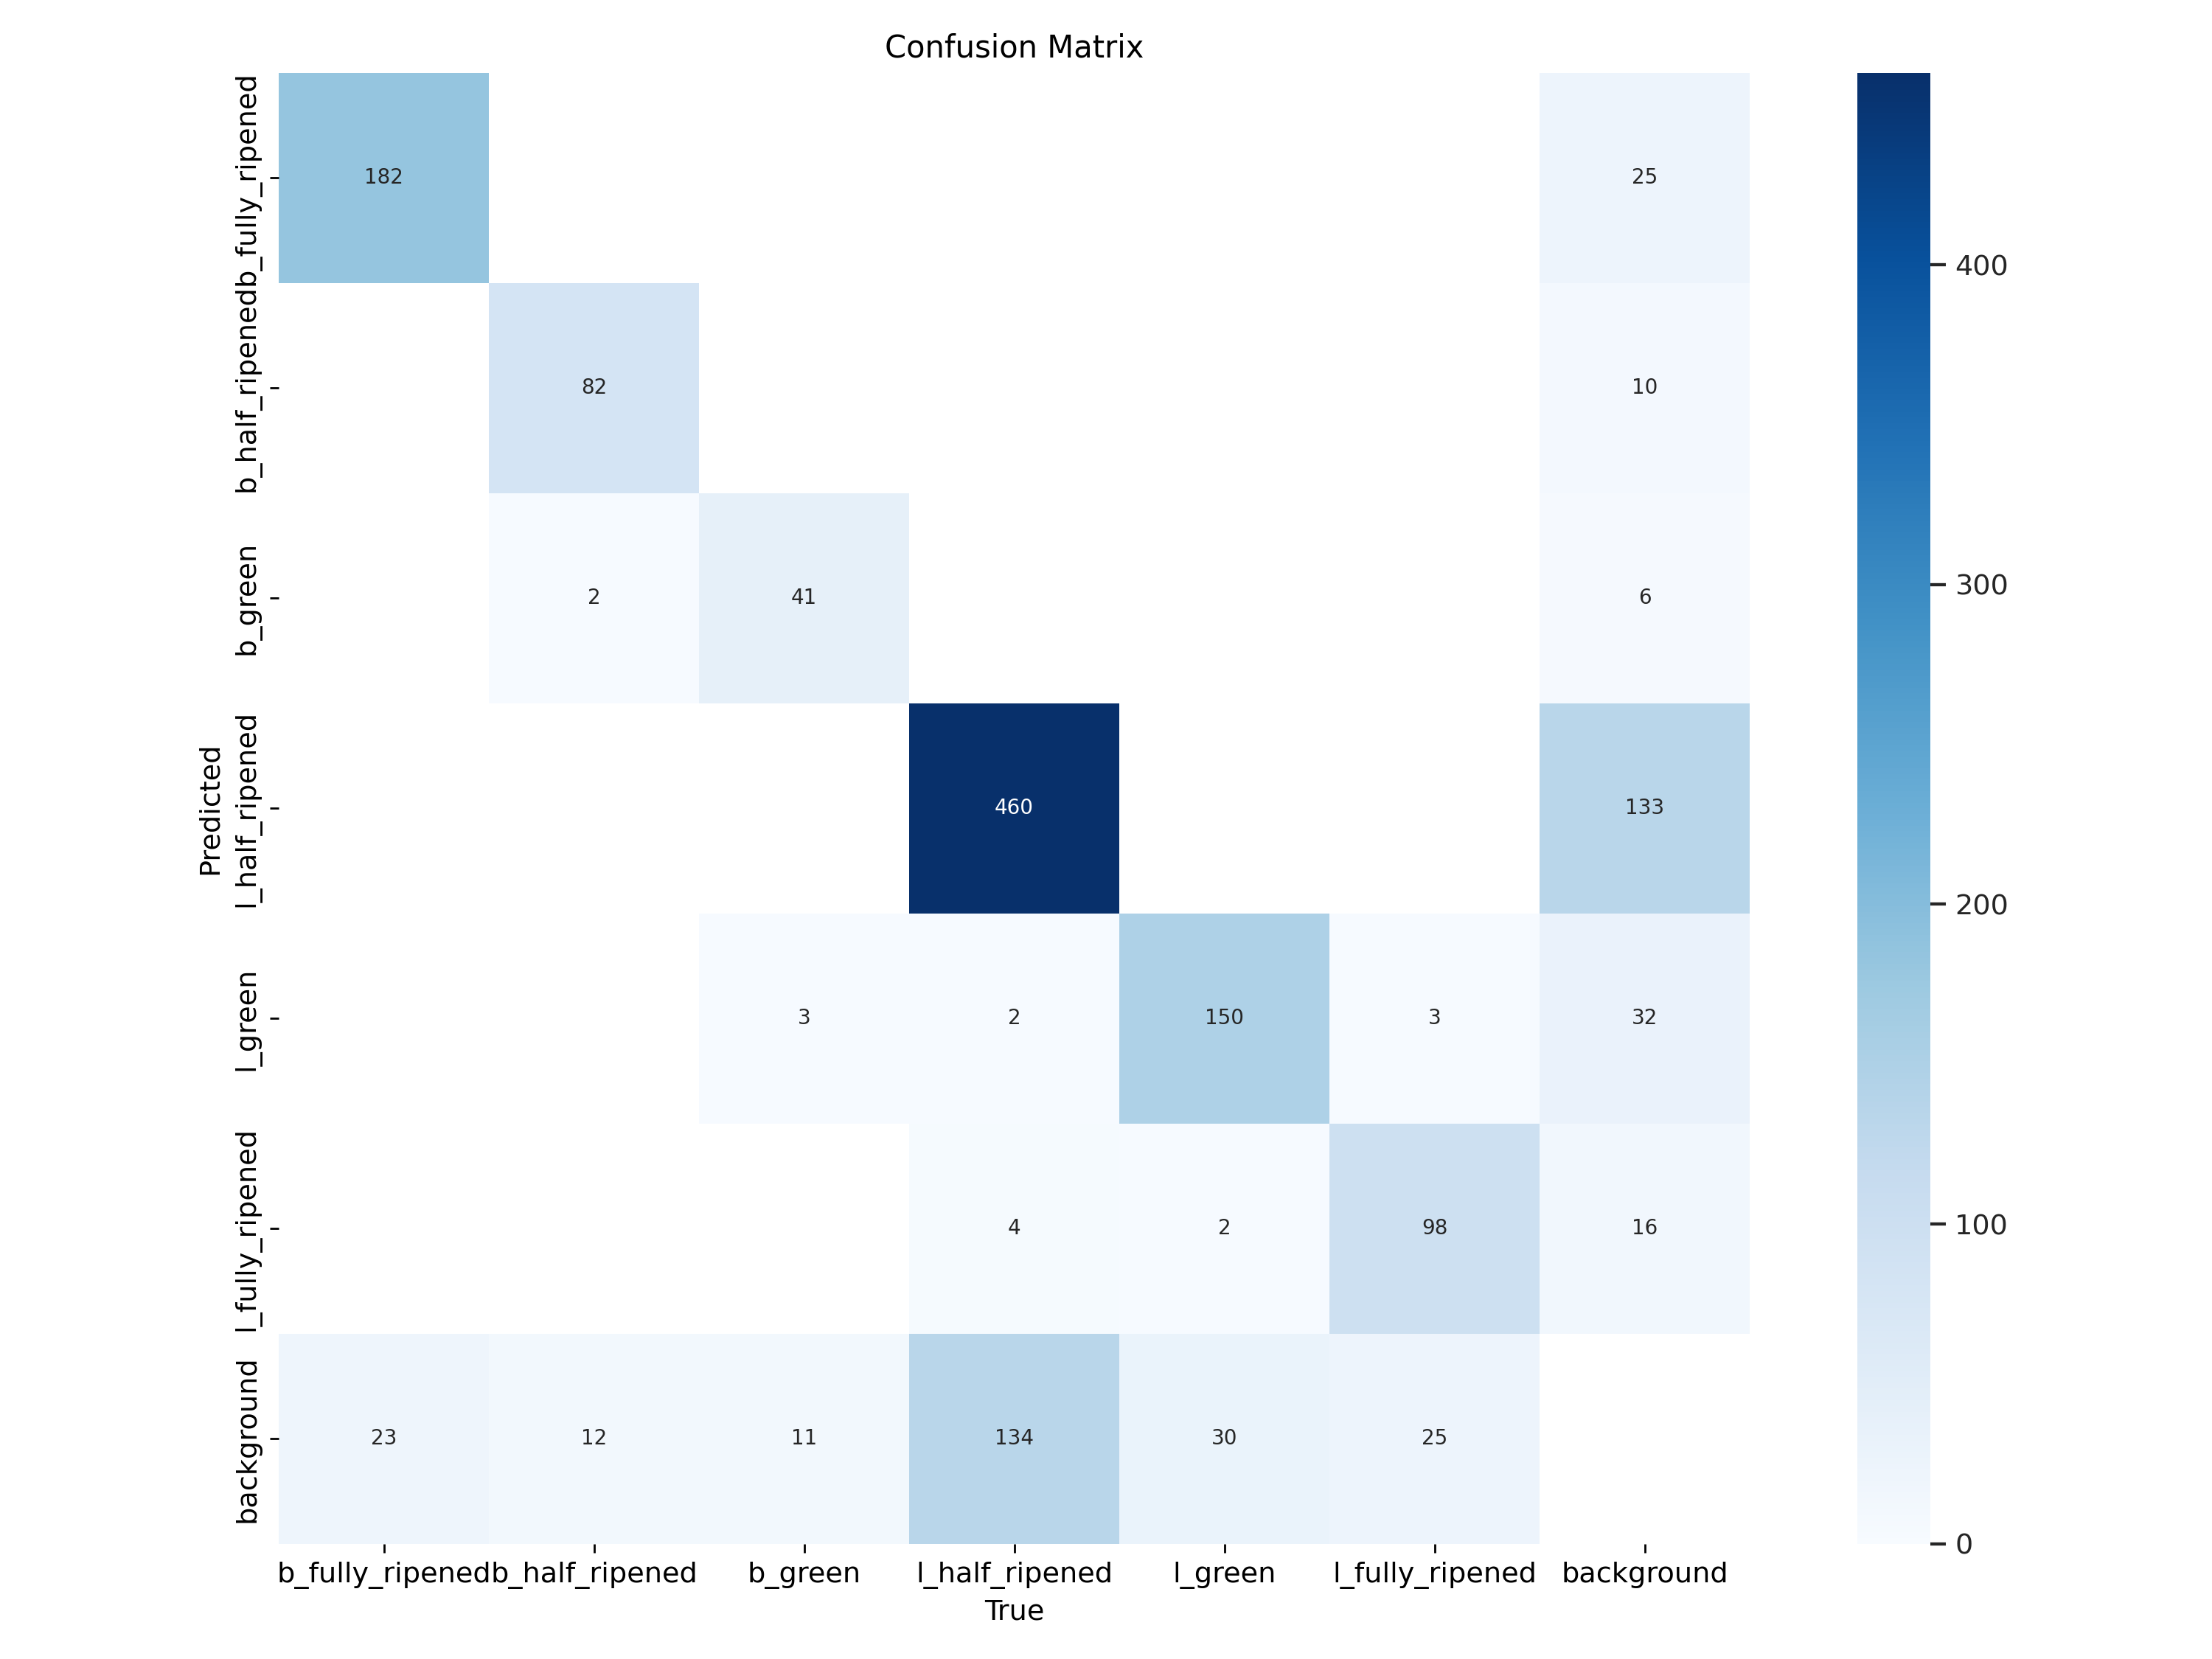 Confusion Matrix
b_fully_ripened
182
25
b_half_ripened
82
10
b_green
2
41
6
400
300
200
100
0
Predicted
l_half_ripened
460
133
l_green
3
2
150
3
32
l_fully_ripened
4
2
98
16
background
23
12
11
134
30
25
b_fully_ripened b_half_ripened b_green l_half_ripened l_green l_fully_ripened background
True